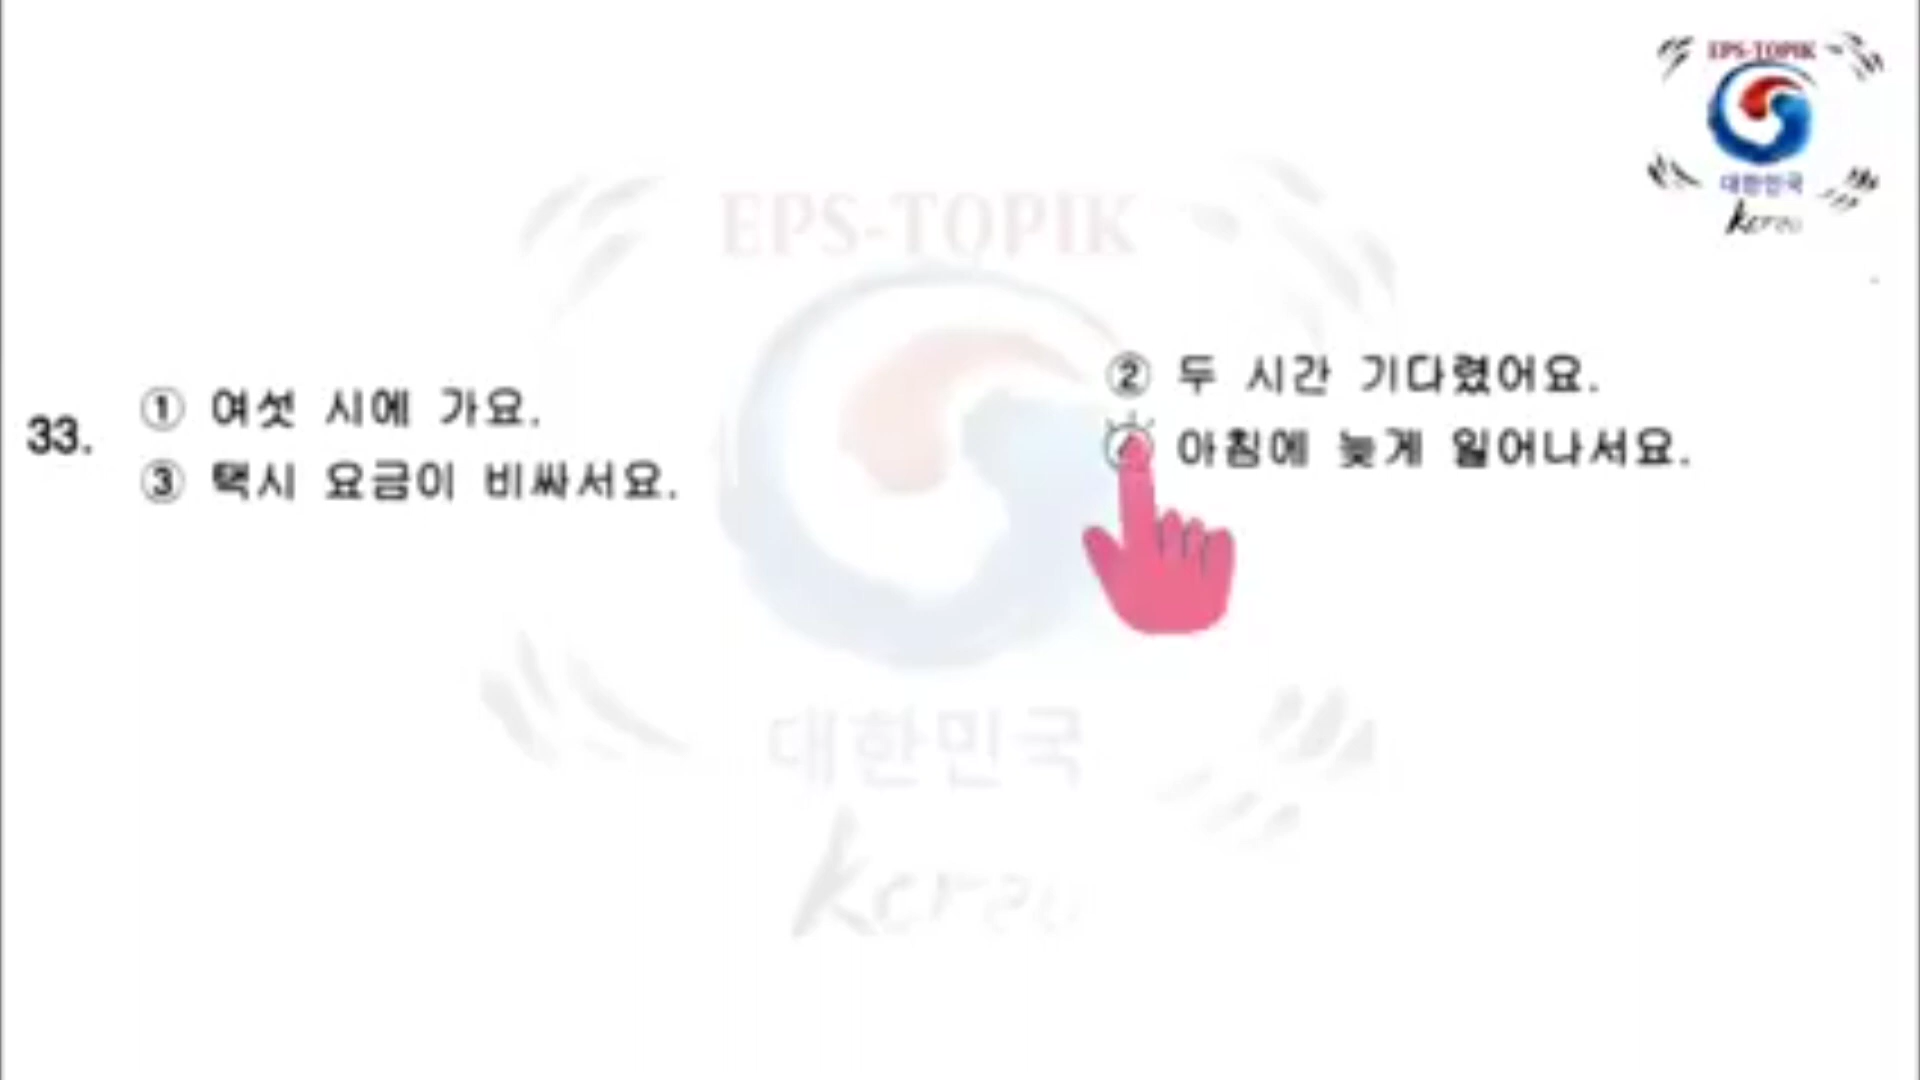 EPS-TOPIK
대한민국
Korea
EPS-TOPIK
33.
① 여섯 시에 가요.
② 두 시간 기다렸어요.
③ 택시 요금이 비싸서요.
아침에 늦게 일어나서요.
대한민국
Korea